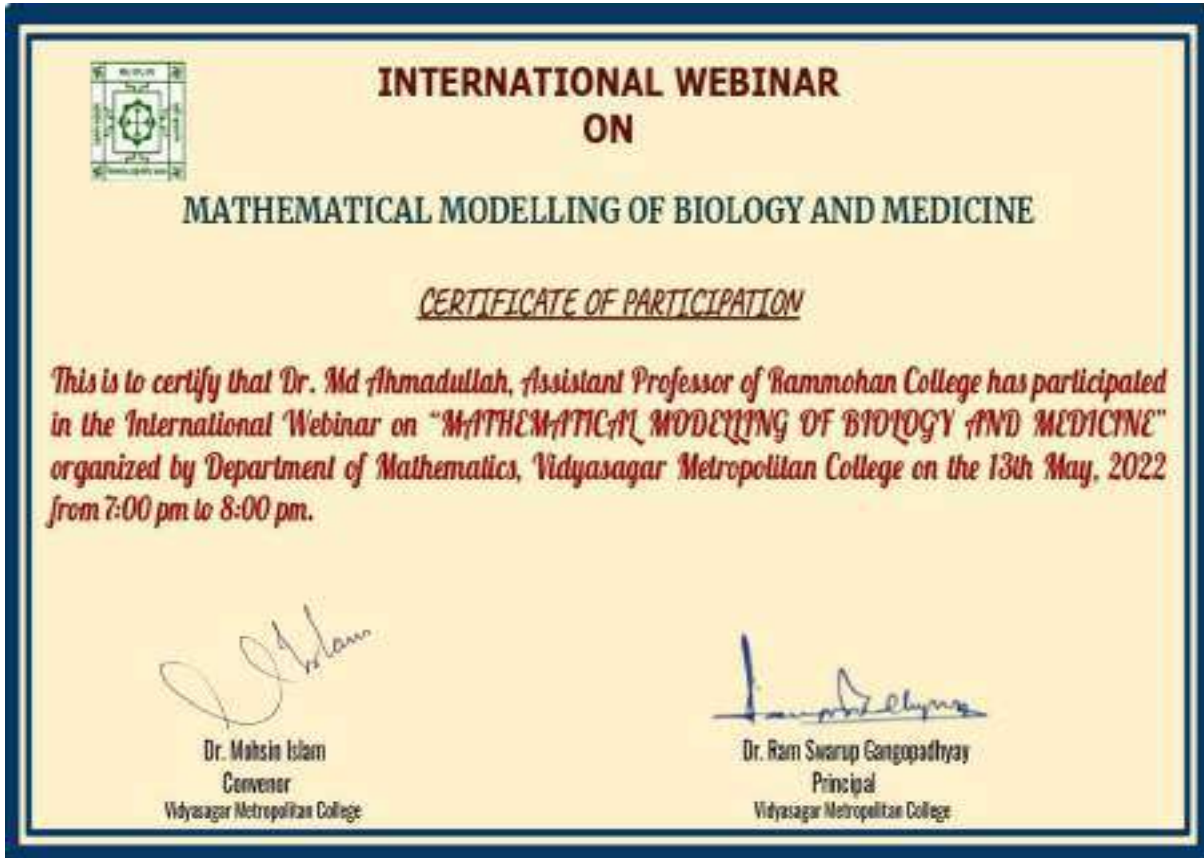 INTERNATIONAL WEBINAR
ON
MATHEMATICAL MODELLING OF BIOLOGY AND MEDICINE
CERTIFICATE OF PARTICIPATION
This is to certify that Dr. Md Ahmadullah, Assistant Professor of Rammohan College has participated
in the International Webinar on “MATHEMATICAL MODELLING OF BIOLOGY AND MEDICINE”
organized by Department of Mathematics, Vidyasagar Metropolitan College on the 13th May, 2022
from 7:00 pm to 8:00 pm.
Dr. Mohsin Islam
Convenor
Vidyasagar Metropolitan College
Dr. Ram Swarup Gangopadhyay
Principal
Vidyasagar Metropolitan College